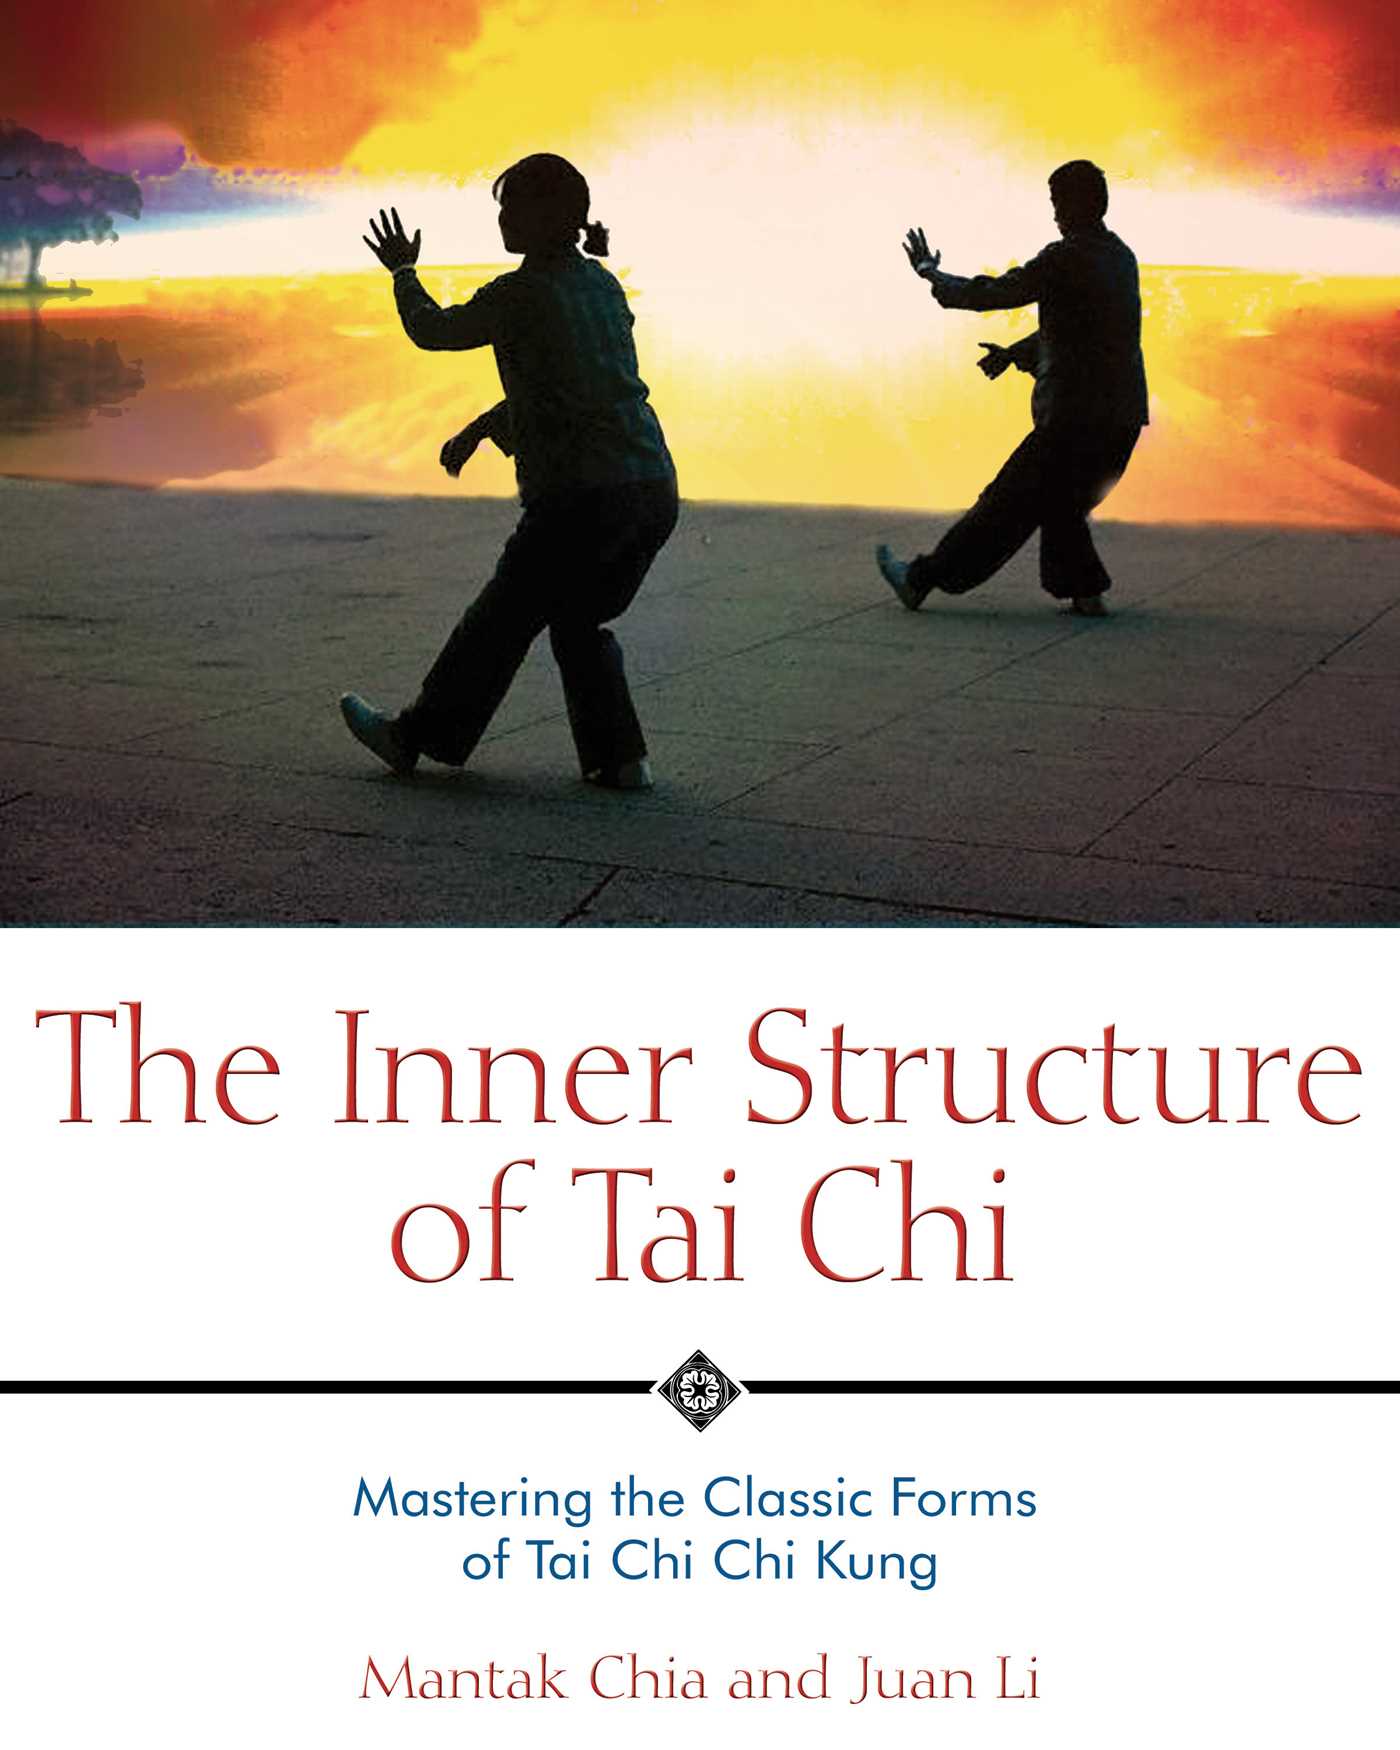 The Inner Structure
of Tai Chi
Mastering the Classic Forms
of Tai Chi Chi Kung
Mantak Chia and Juan Li